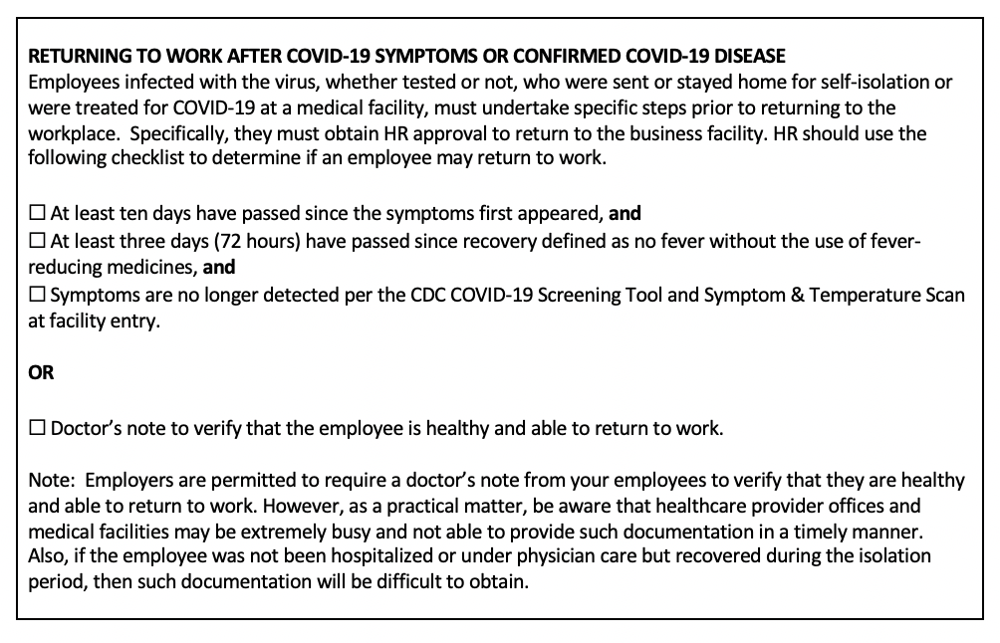 RETURNING TO WORK AFTER COVID-19 SYMPTOMS OR CONFIRMED COVID-19 DISEASE
Employees infected with the virus, whether tested or not, who were sent or stayed home for self-isolation or
were treated for COVID-19 at a medical facility, must undertake specific steps prior to returning to the
workplace.  Specifically, they must obtain HR approval to return to the business facility. HR should use the
following checklist to determine if an employee may return to work.
☐ At least ten days have passed since the symptoms first appeared, and
☐ At least three days (72 hours) have passed since recovery defined as no fever without the use of fever-
reducing medicines, and
☐ Symptoms are no longer detected per the CDC COVID-19 Screening Tool and Symptom & Temperature Scan
at facility entry.
OR
☐ Doctor's note to verify that the employee is healthy and able to return to work.
Note:  Employers are permitted to require a doctor's note from your employees to verify that they are healthy
and able to return to work. However, as a practical matter, be aware that healthcare provider offices and
medical facilities may be extremely busy and not able to provide such documentation in a timely manner.
Also, if the employee was not been hospitalized or under physician care but recovered during the isolation
period, then such documentation will be difficult to obtain.